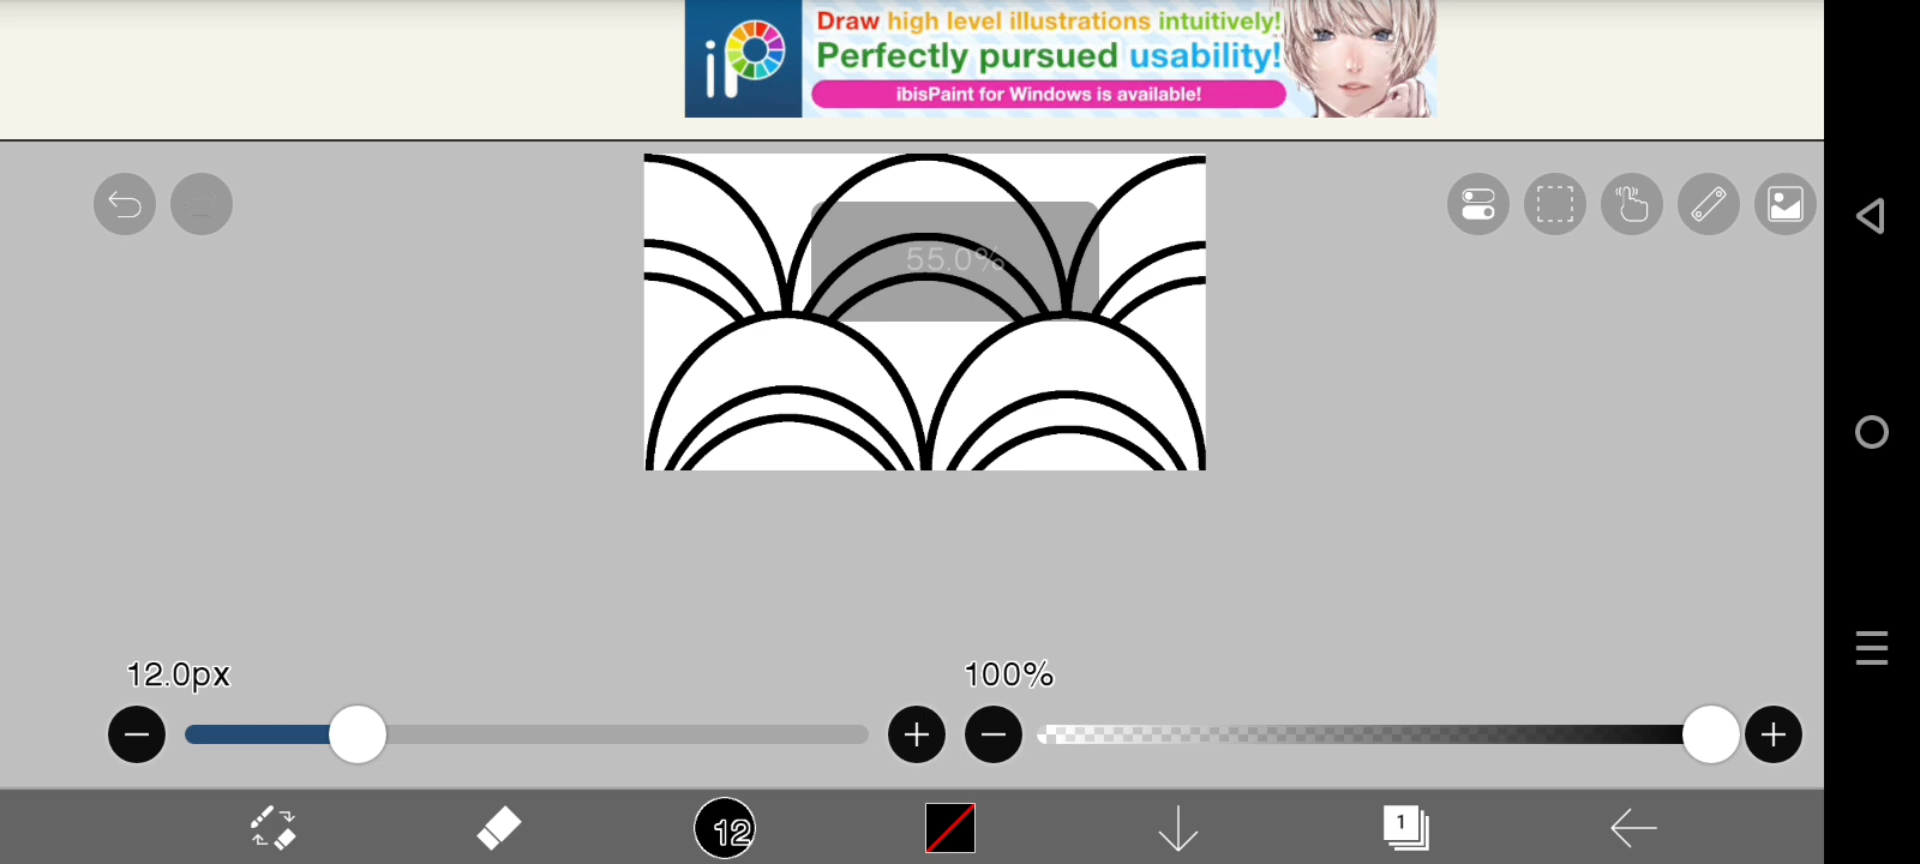 iP
Draw high level illustrations intuitively!
Perfectly pursued usability!
ibisPaint for Windows is available!
55.0%
12.0px
100%
12
1